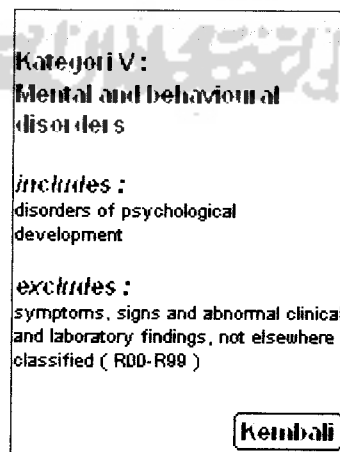 Kategori V :
Mental and behavioural
disorders
includes :
disorders of psychological
development
excludes :
symptoms, signs and abnormal clinica
and laboratory findings, not elsewhere
classified ( R00-R99 )
Kembali